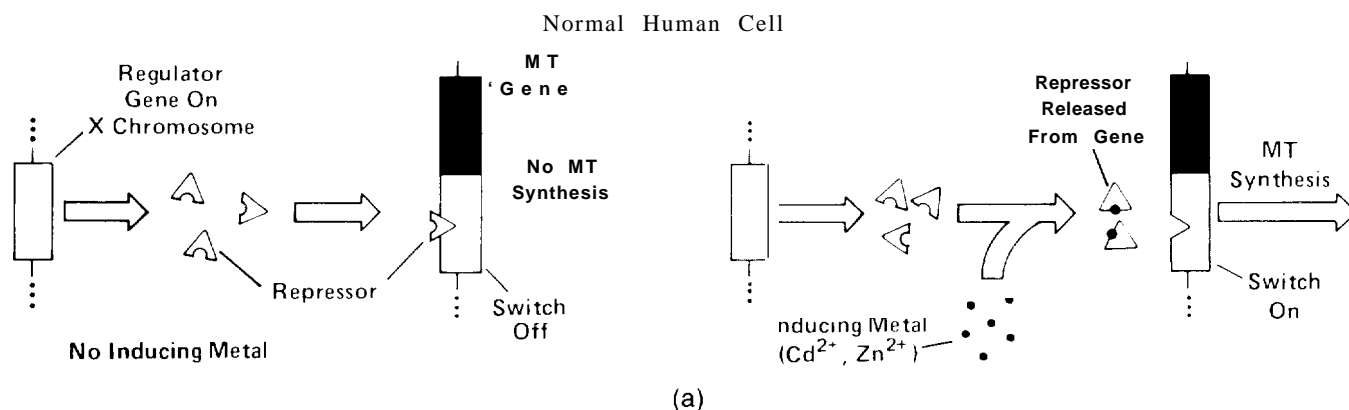 Normal Human Cell
Regulator
Gene On
X Chromosome
MT
‘Gene
No MT
Synthesis
Repressor
Switch
Off
No Inducing Metal
Repressor
Released
From Gene
MT
Synthesis
Switch
On
nducing Metal
(Cd²⁺, Zn²⁺)
(a)